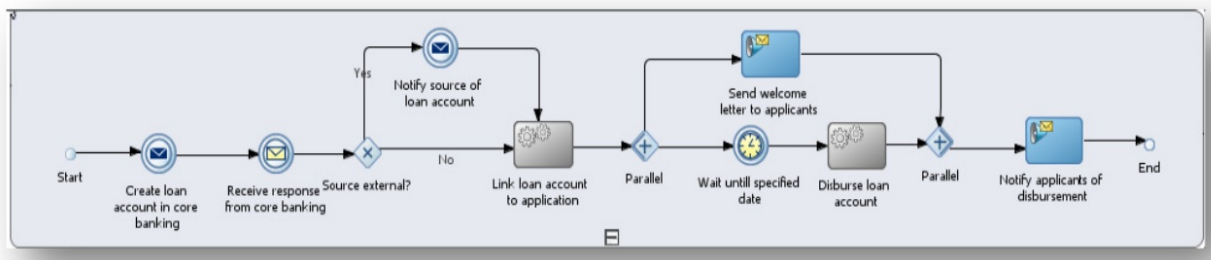 Start
Create loan
account in core
banking
Receive response
from core banking
Source external?
Yes
No
Notify source of
loan account
Link loan account
to application
Parallel
Send welcome
letter to applicants
Wait untill specified
date
Disburse loan
account
Parallel
Notify applicants of
disbursement
End